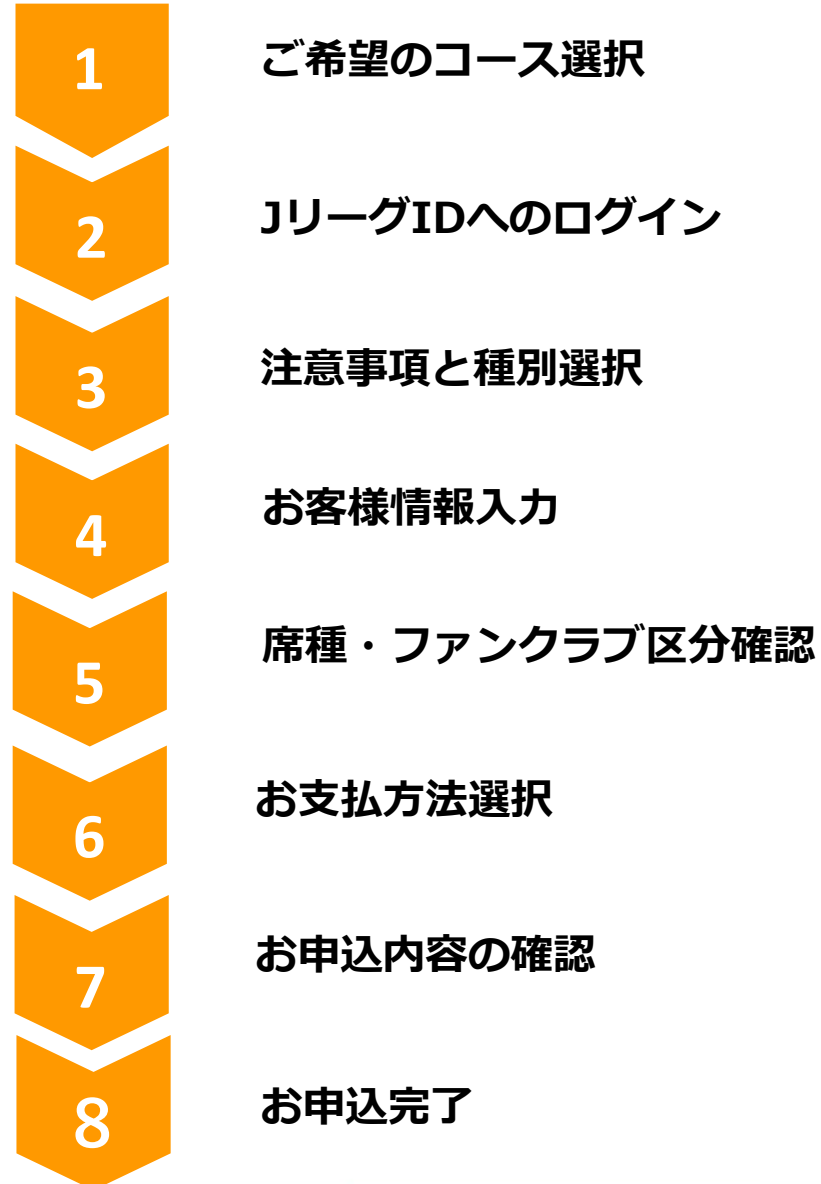 1
ご希望のコース選択
2
JリーグIDへのログイン
3
注意事項と種別選択
4
お客様情報入力
5
席種・ファンクラブ区分確認
6
お支払方法選択
7
お申込内容の確認
8
お申込完了